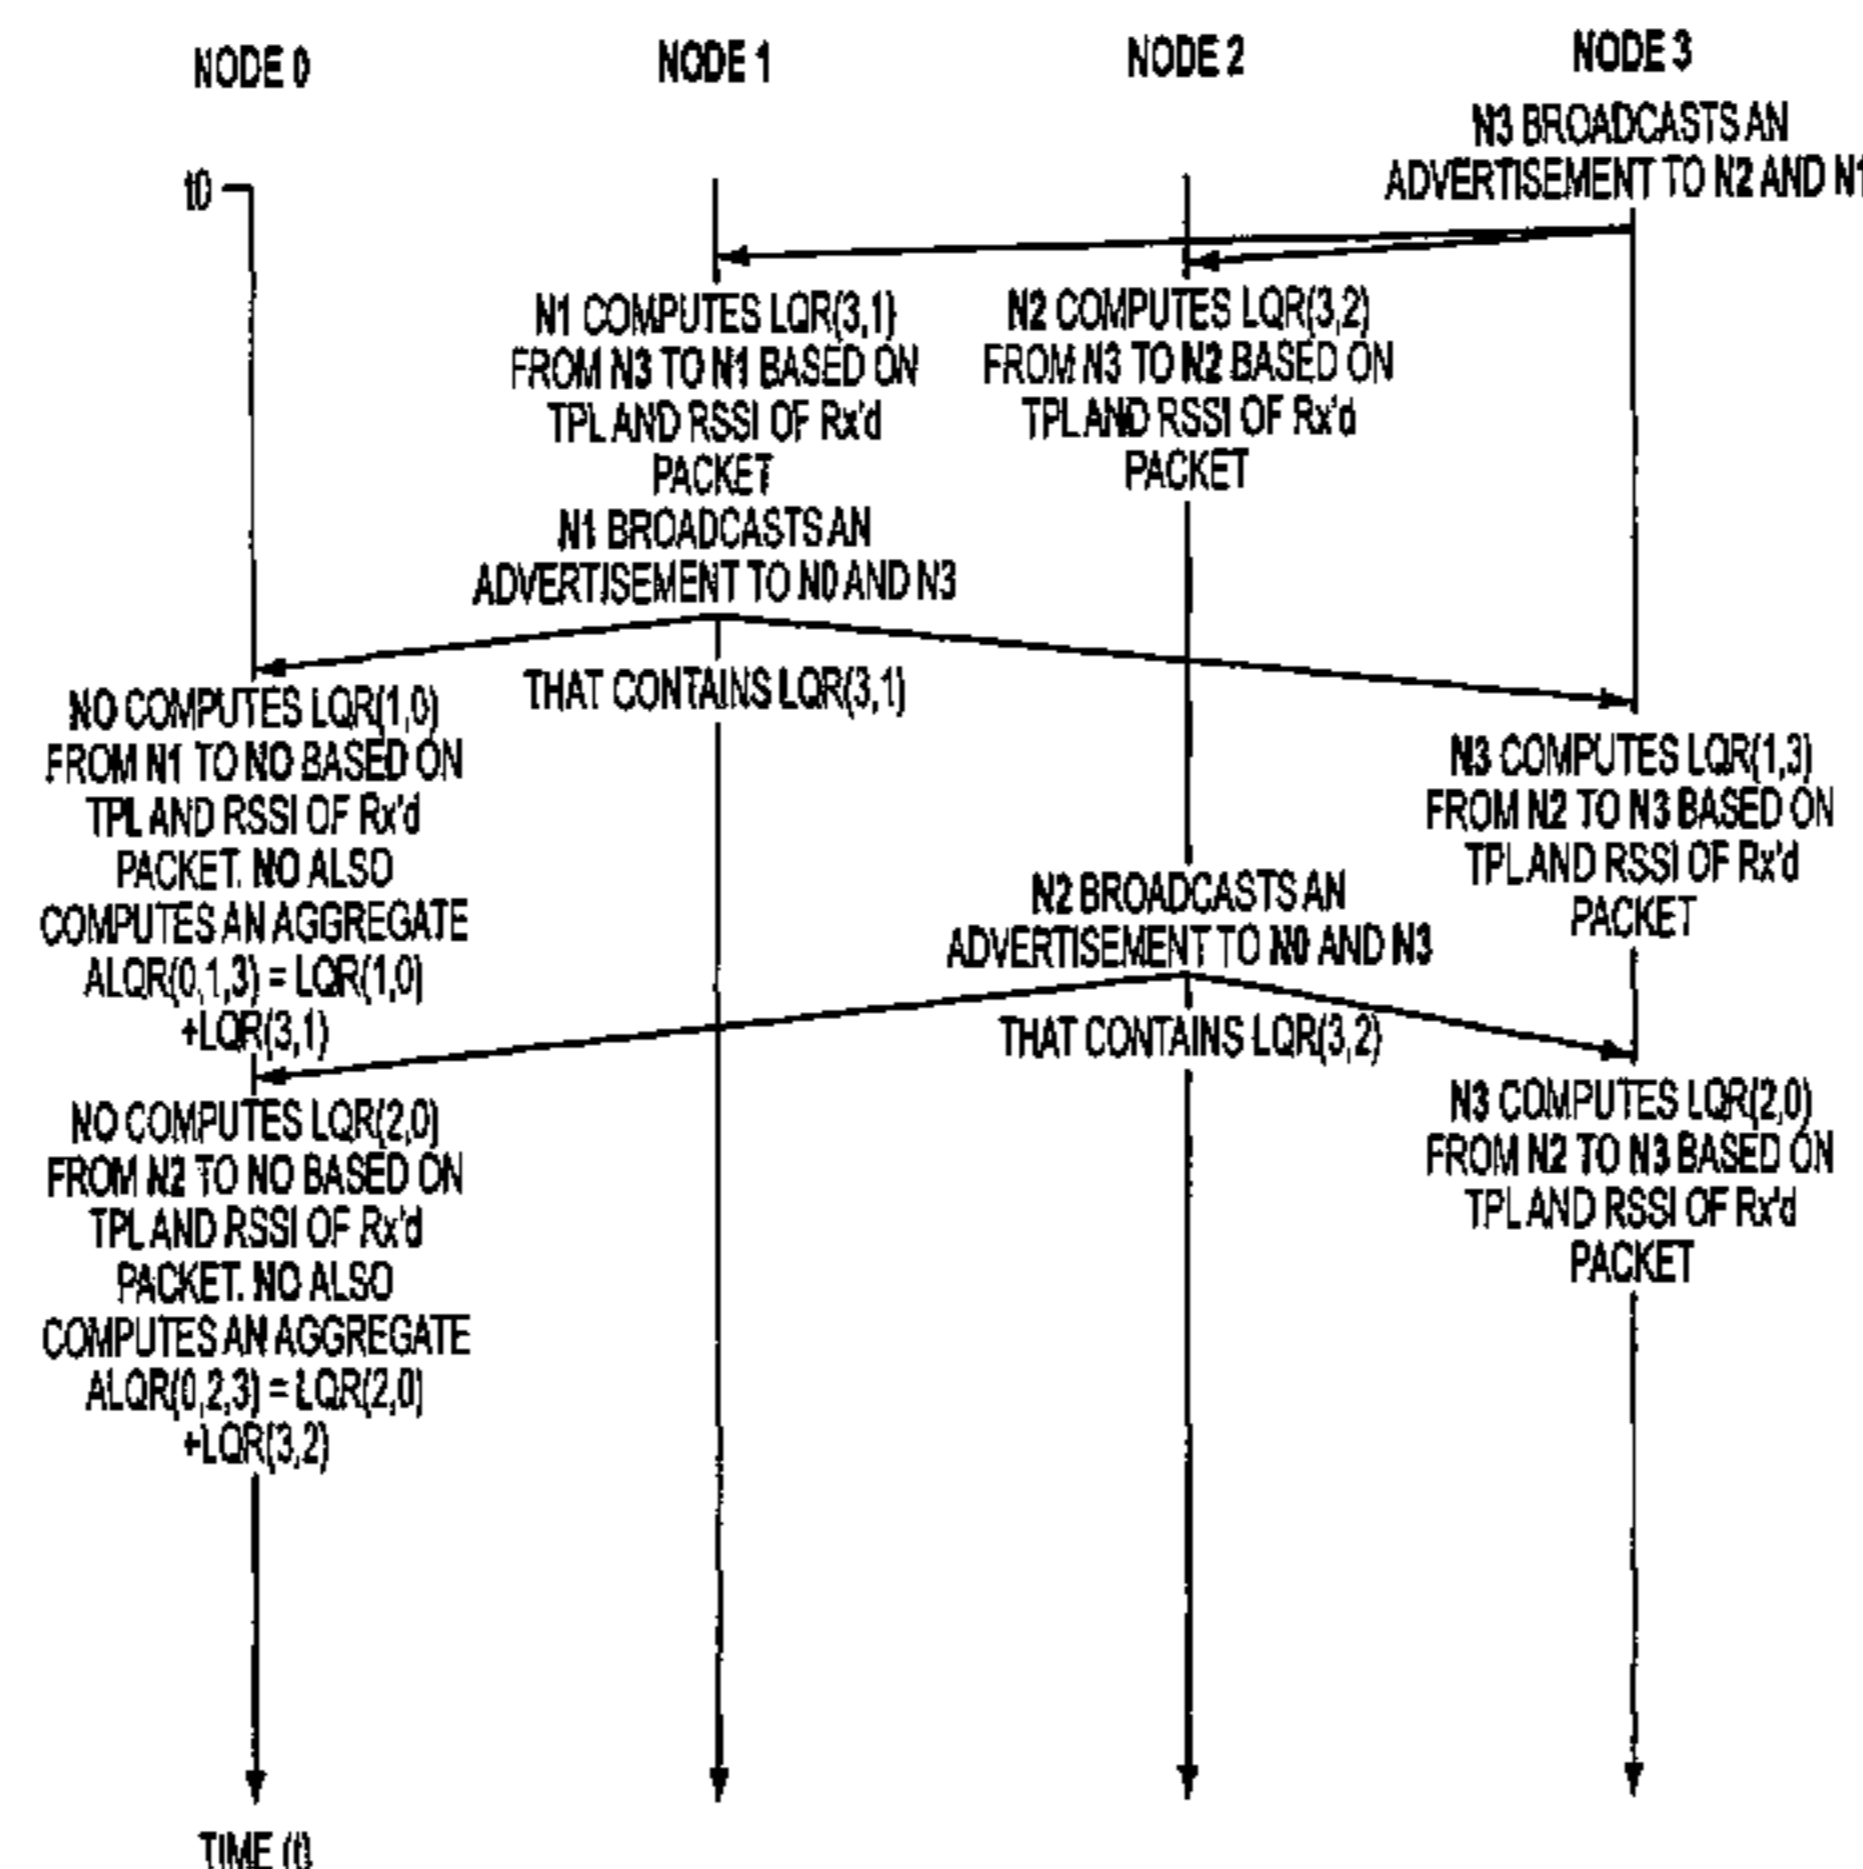 NODE 0
NODE 1
NODE 2
NODE 3
N3 BROADCASTS AN
ADVERTISEMENT TO N2 AND N1
t0
N1 COMPUTES LQR(3,1)
FROM N3 TO N1 BASED ON
TPL AND RSSI OF Rx'd
PACKET
N1 BROADCASTS AN
ADVERTISEMENT TO N0 AND N3
THAT CONTAINS LQR(3,1)
N2 COMPUTES LQR(3,2)
FROM N3 TO N2 BASED ON
TPL AND RSSI OF Rx'd
PACKET
NO COMPUTES LQR(1,0)
FROM N1 TO NO BASED ON
TPL AND RSSI OF Rx'd
PACKET. NO ALSO
COMPUTES AN AGGREGATE
ALQR(0,1,3) = LQR(1,0)
+LQR(3,1)
N3 COMPUTES LQR(1,3)
FROM N2 TO N3 BASED ON
TPL AND RSSI OF Rx'd
PACKET
N2 BROADCASTS AN
ADVERTISEMENT TO N0 AND N3
THAT CONTAINS LQR(3,2)
NO COMPUTES LQR(2,0)
FROM N2 TO NO BASED ON
TPL AND RSSI OF Rx'd
PACKET. NO ALSO
COMPUTES AN AGGREGATE
ALQR(0,2,3) = LQR(2,0)
+LQR(3,2)
N3 COMPUTES LQR(2,0)
FROM N2 TO N3 BASED ON
TPL AND RSSI OF Rx'd
PACKET
TIME (t)